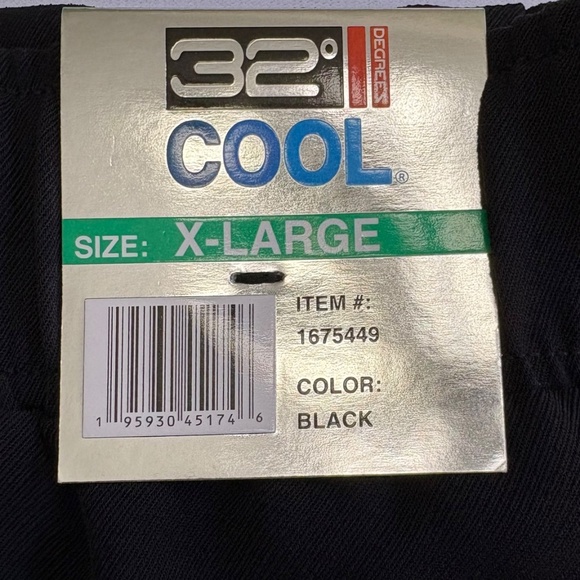 32° DEGREES
COOL®
SIZE: X-LARGE
ITEM #:
1675449
COLOR:
BLACK
1 95930 45174 6